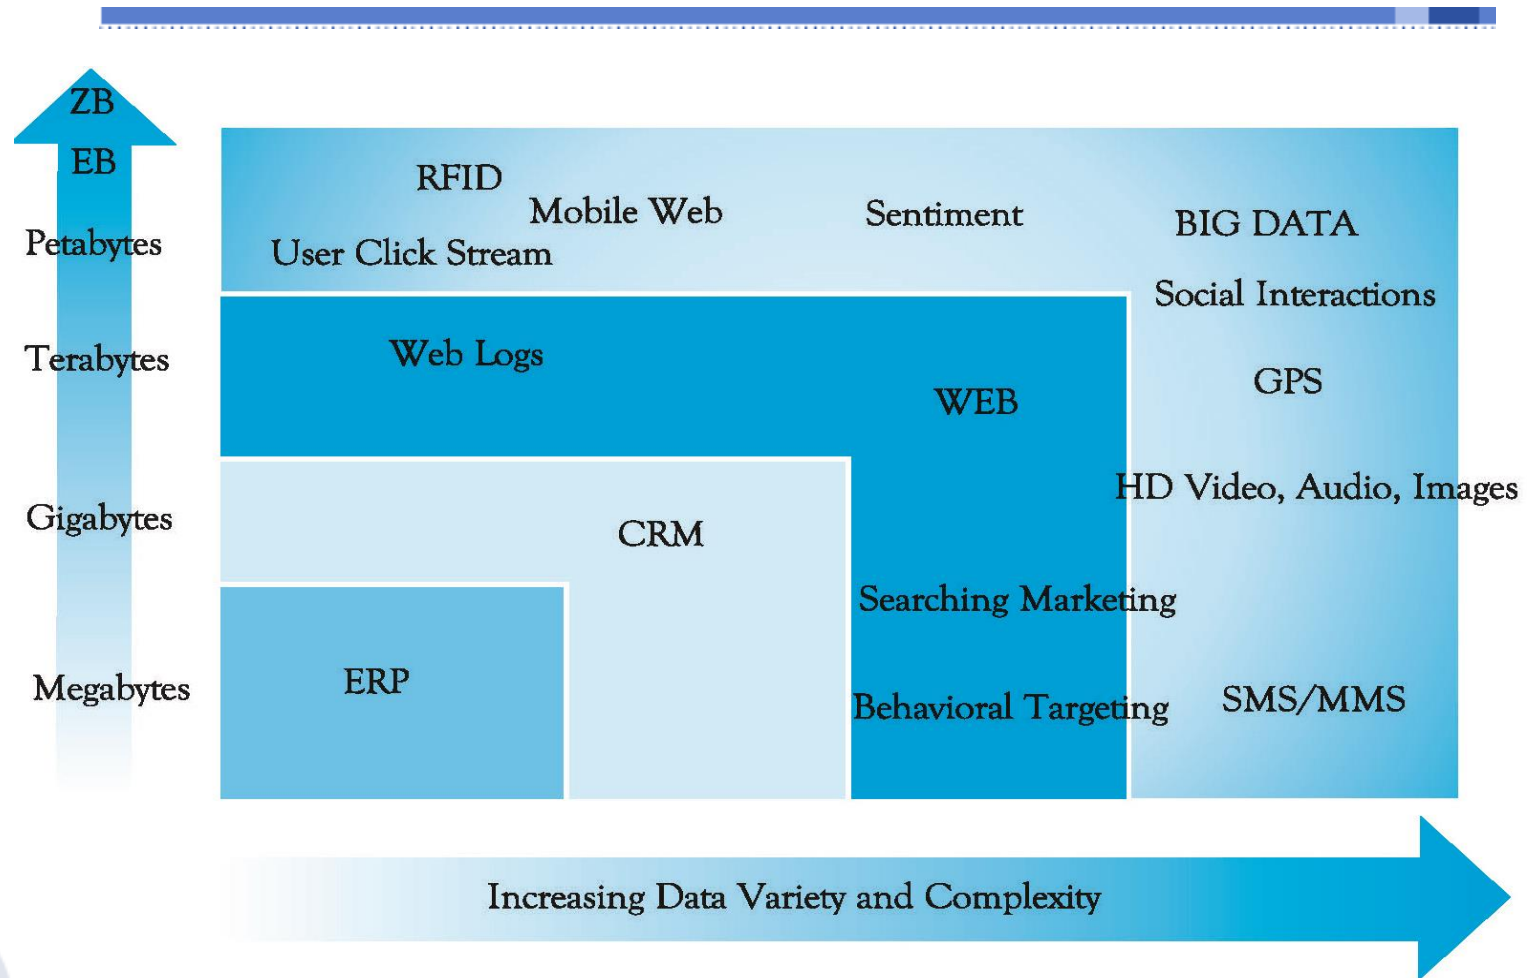 ZB
EB
Petabytes
Terabytes
Gigabytes
Megabytes
RFID
Mobile Web
Sentiment
BIG DATA
User Click Stream
Social Interactions
Web Logs
GPS
WEB
HD Video, Audio, Images
CRM
Searching Marketing
ERP
Behavioral Targeting
SMS/MMS
Increasing Data Variety and Complexity